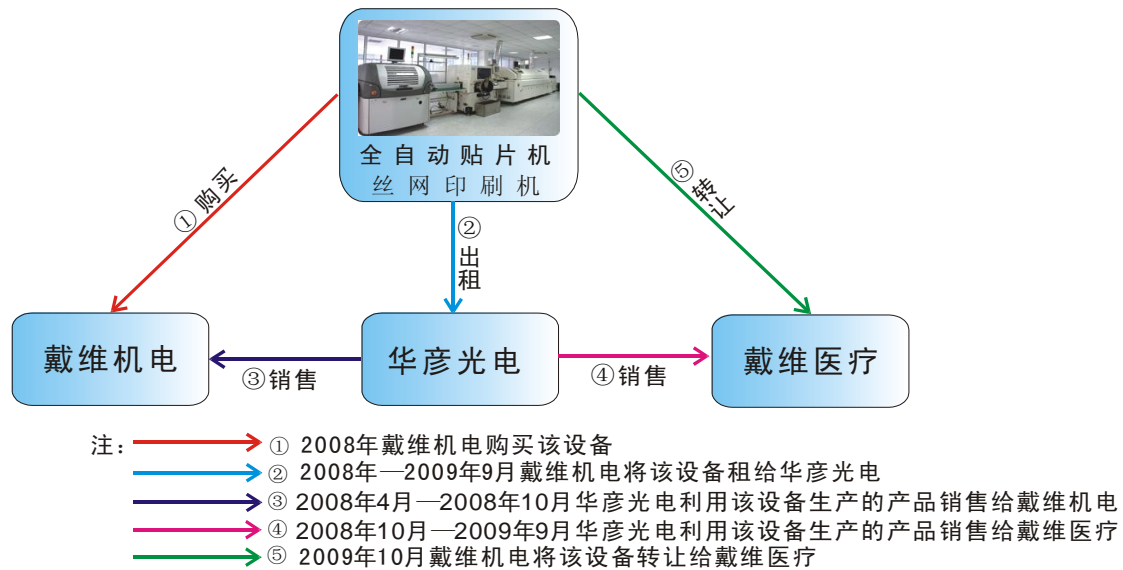 全自动贴片机
丝网印刷机
①购买
②出租
⑤转让
戴维机电
华彦光电
戴维医疗
③销售
④销售
注：
① 2008年戴维机电购买该设备
② 2008年—2009年9月戴维机电将该设备租给华彦光电
③ 2008年4月—2008年10月华彦光电利用该设备生产的产品销售给戴维机电
④ 2008年10月—2009年9月华彦光电利用该设备生产的产品销售给戴维医疗
⑤ 2009年10月戴维机电将该设备转让给戴维医疗